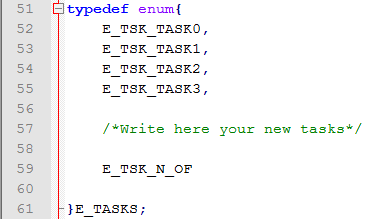 51 typedef enum{
52 E_TSK_TASK0,
53 E_TSK_TASK1,
54 E_TSK_TASK2,
55 E_TSK_TASK3,
56
57 /*Write here your new tasks*/
58
59 E_TSK_N_OF
60
61 }E_TASKS;